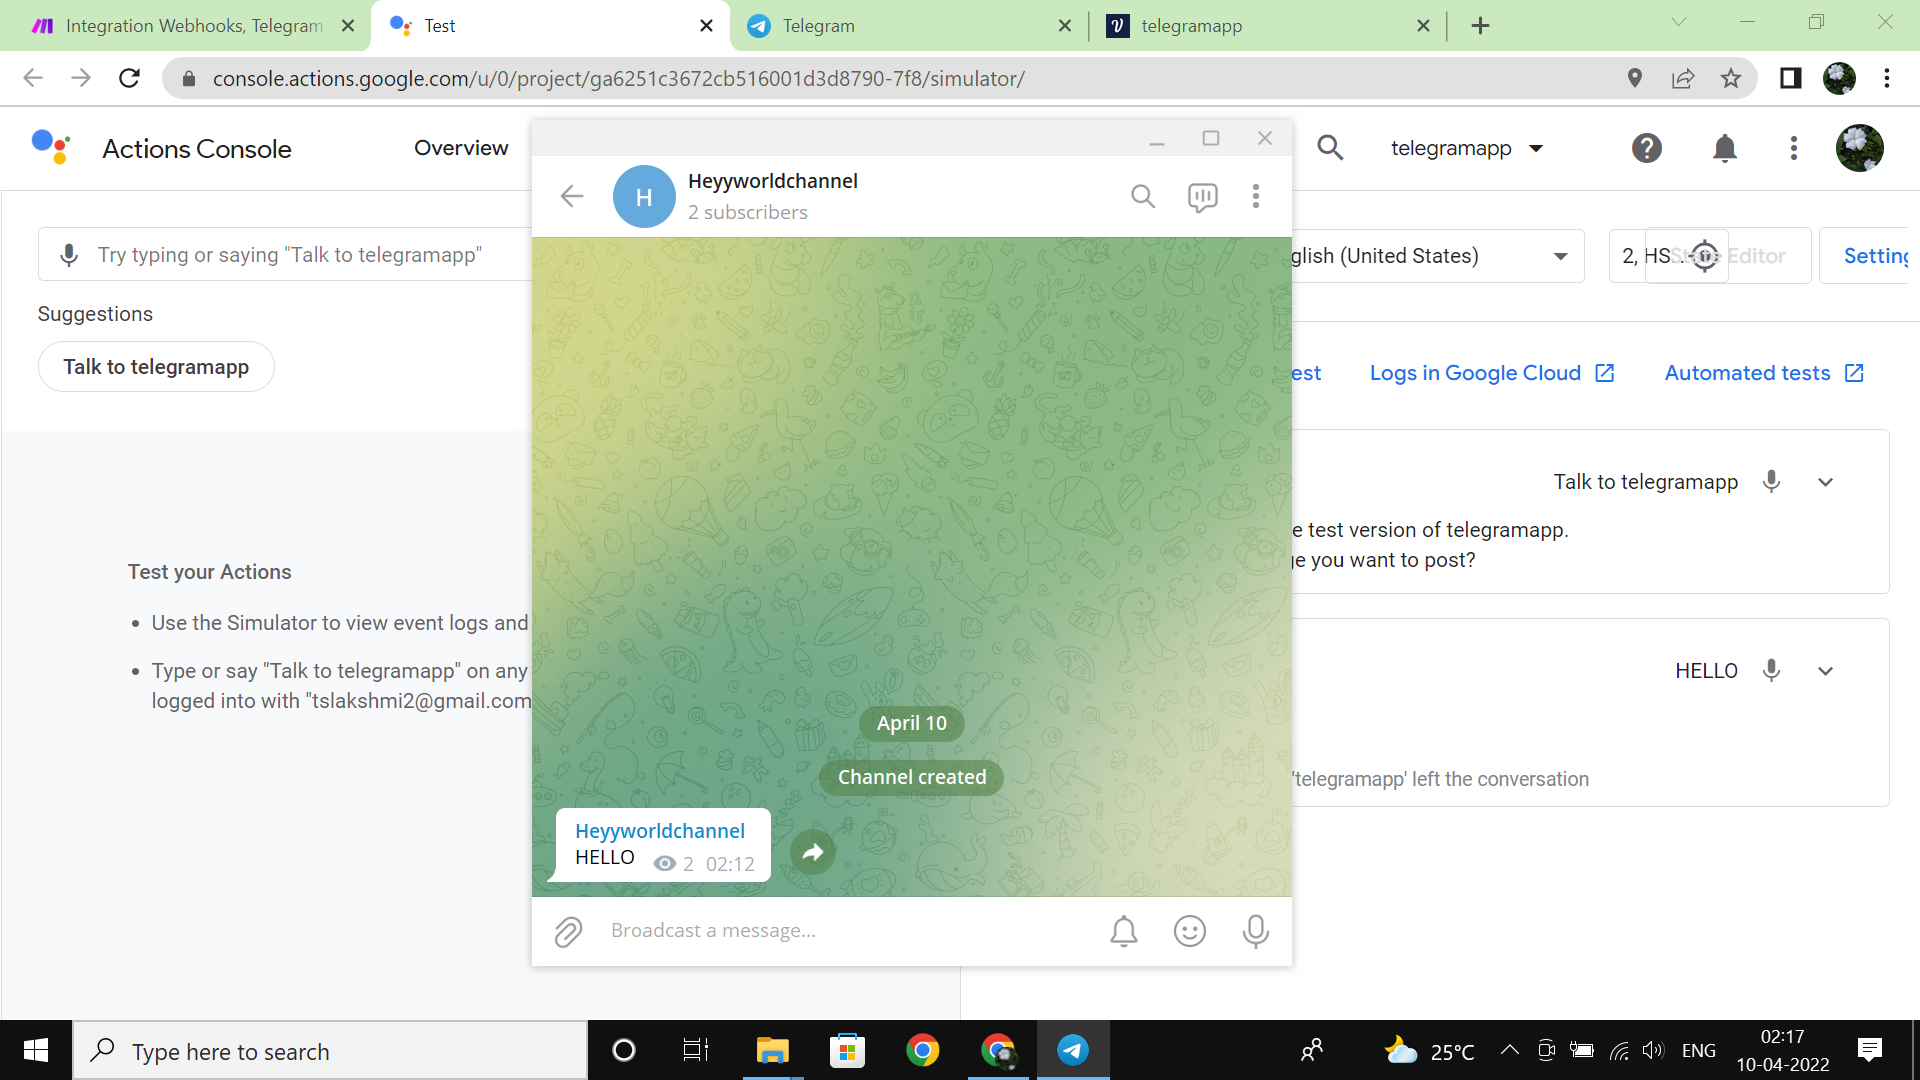 Integration Webhooks, Telegram
Test
Telegram
telegramapp
console.actions.google.com/u/0/project/ga6251c3672cb516001d3d8790-7f8/simulator/
Actions Console
Overview
telegramapp
Heyyworldchannel
2 subscribers
Try typing or saying "Talk to telegramapp"
glish (United States)
2, HS...
State Editor
Setting
Suggestions
Talk to telegramapp
est
Logs in Google Cloud
Automated tests
Talk to telegramapp
e test version of telegramapp.
ge you want to post?
Test your Actions
Use the Simulator to view event logs and
Type or say "Talk to telegramapp" on any
logged into with "tslakshmi2@gmail.com
HELLO
'telegramapp' left the conversation
April 10
Channel created
Heyyworldchannel
HELLO 2 02:12
Broadcast a message...
Type here to search
25°C
ENG
02:17
10-04-2022